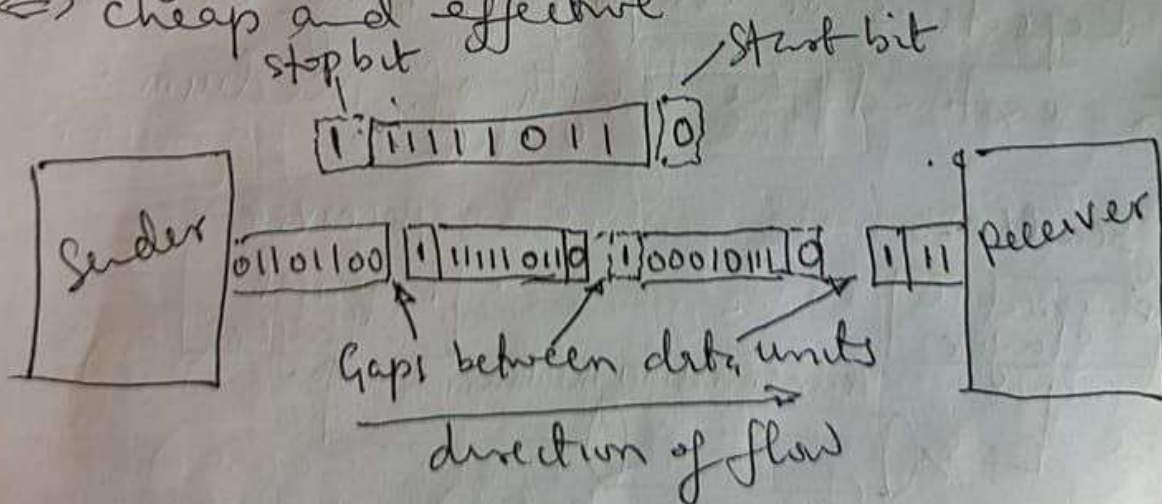 => cheap and effective
stop bit start bit
1 11111011 0
Sender 01101100 1 11111011 0 1 00010111 0 1 11 Receiver
Gaps between data units
direction of flow